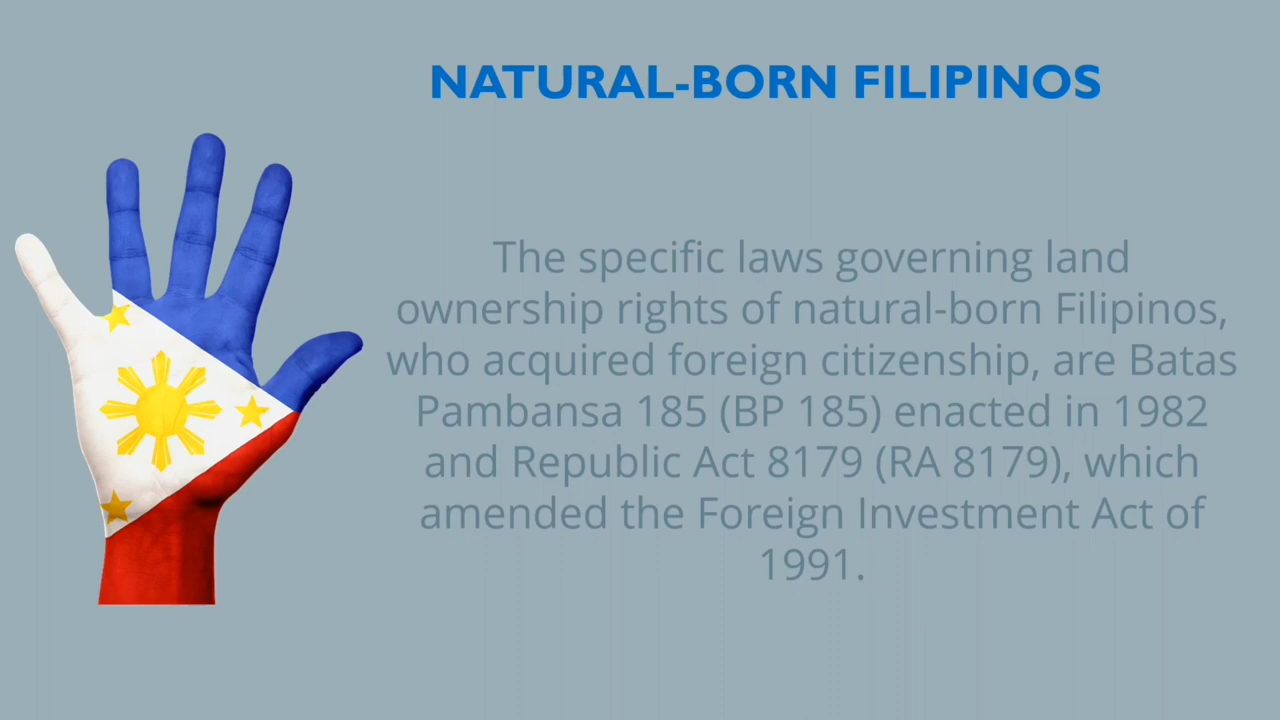 NATURAL-BORN FILIPINOS
The specific laws governing land
ownership rights of natural-born Filipinos,
who acquired foreign citizenship, are Batas
Pambansa 185 (BP 185) enacted in 1982
and Republic Act 8179 (RA 8179), which
amended the Foreign Investment Act of
1991.